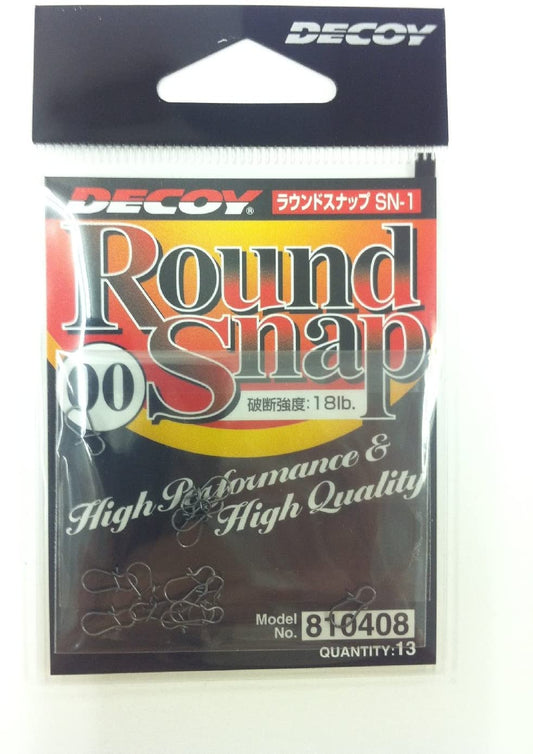 DECOY
DECOY®
ラウンドスナップ SN-1
Round
Snap
00
破断強度:18lb.
High Performance &
High Quality
Model
No. 810408
QUANTITY:13